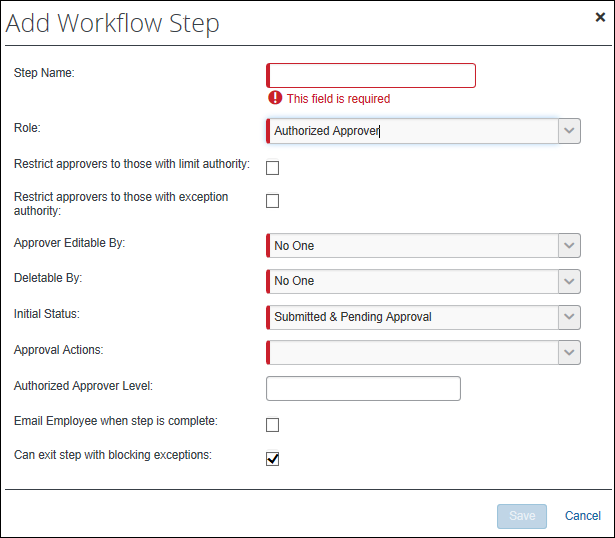 Add Workflow Step
Step Name:
This field is required
Role:
Authorized Approver
Restrict approvers to those with limit authority:
Restrict approvers to those with exception
authority:
Approver Editable By:
No One
Deletable By:
No One
Initial Status:
Submitted & Pending Approval
Approval Actions:
Authorized Approver Level:
Email Employee when step is complete:
Can exit step with blocking exceptions:
Save
Cancel